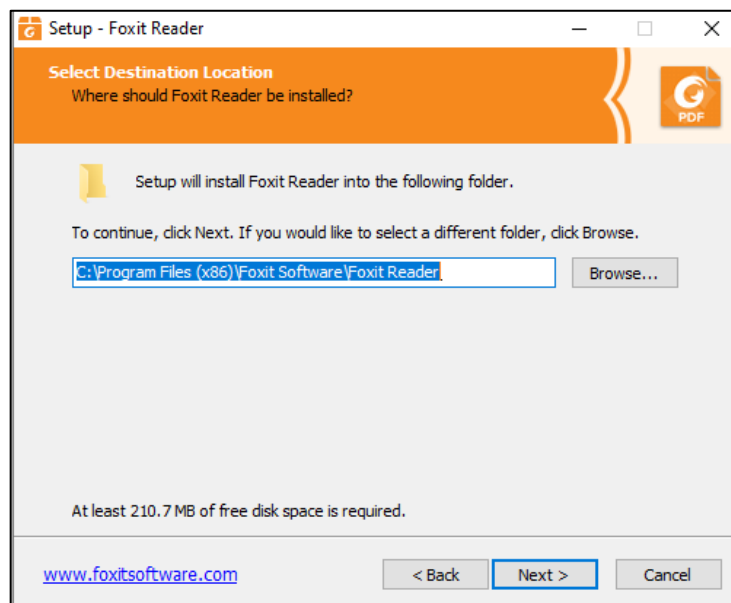 Setup - Foxit Reader
Select Destination Location
Where should Foxit Reader be installed?
PDF
Setup will install Foxit Reader into the following folder.
To continue, click Next. If you would like to select a different folder, click Browse.
C:\Program Files (x86)\Foxit Software\Foxit Reader
Browse...
At least 210.7 MB of free disk space is required.
www.foxitsoftware.com
< Back
Next >
Cancel